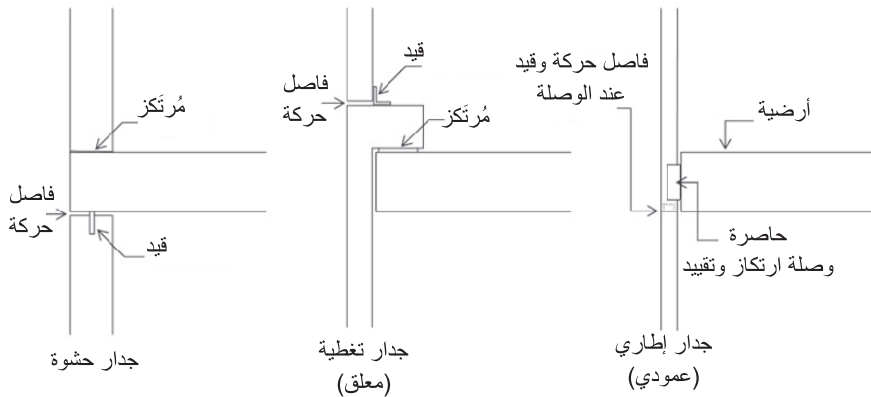 فاصل حركة وقيد
عند الوصلة
أرضية
حاصرة
وصلة ارتكاز وتقييد
جدار إطاري
(عمودي)
قيد
فاصل
حركة
مُرتَكز
جدار تغطية
(معلق)
مُرتَكز
فاصل
حركة
قيد
جدار حشوة